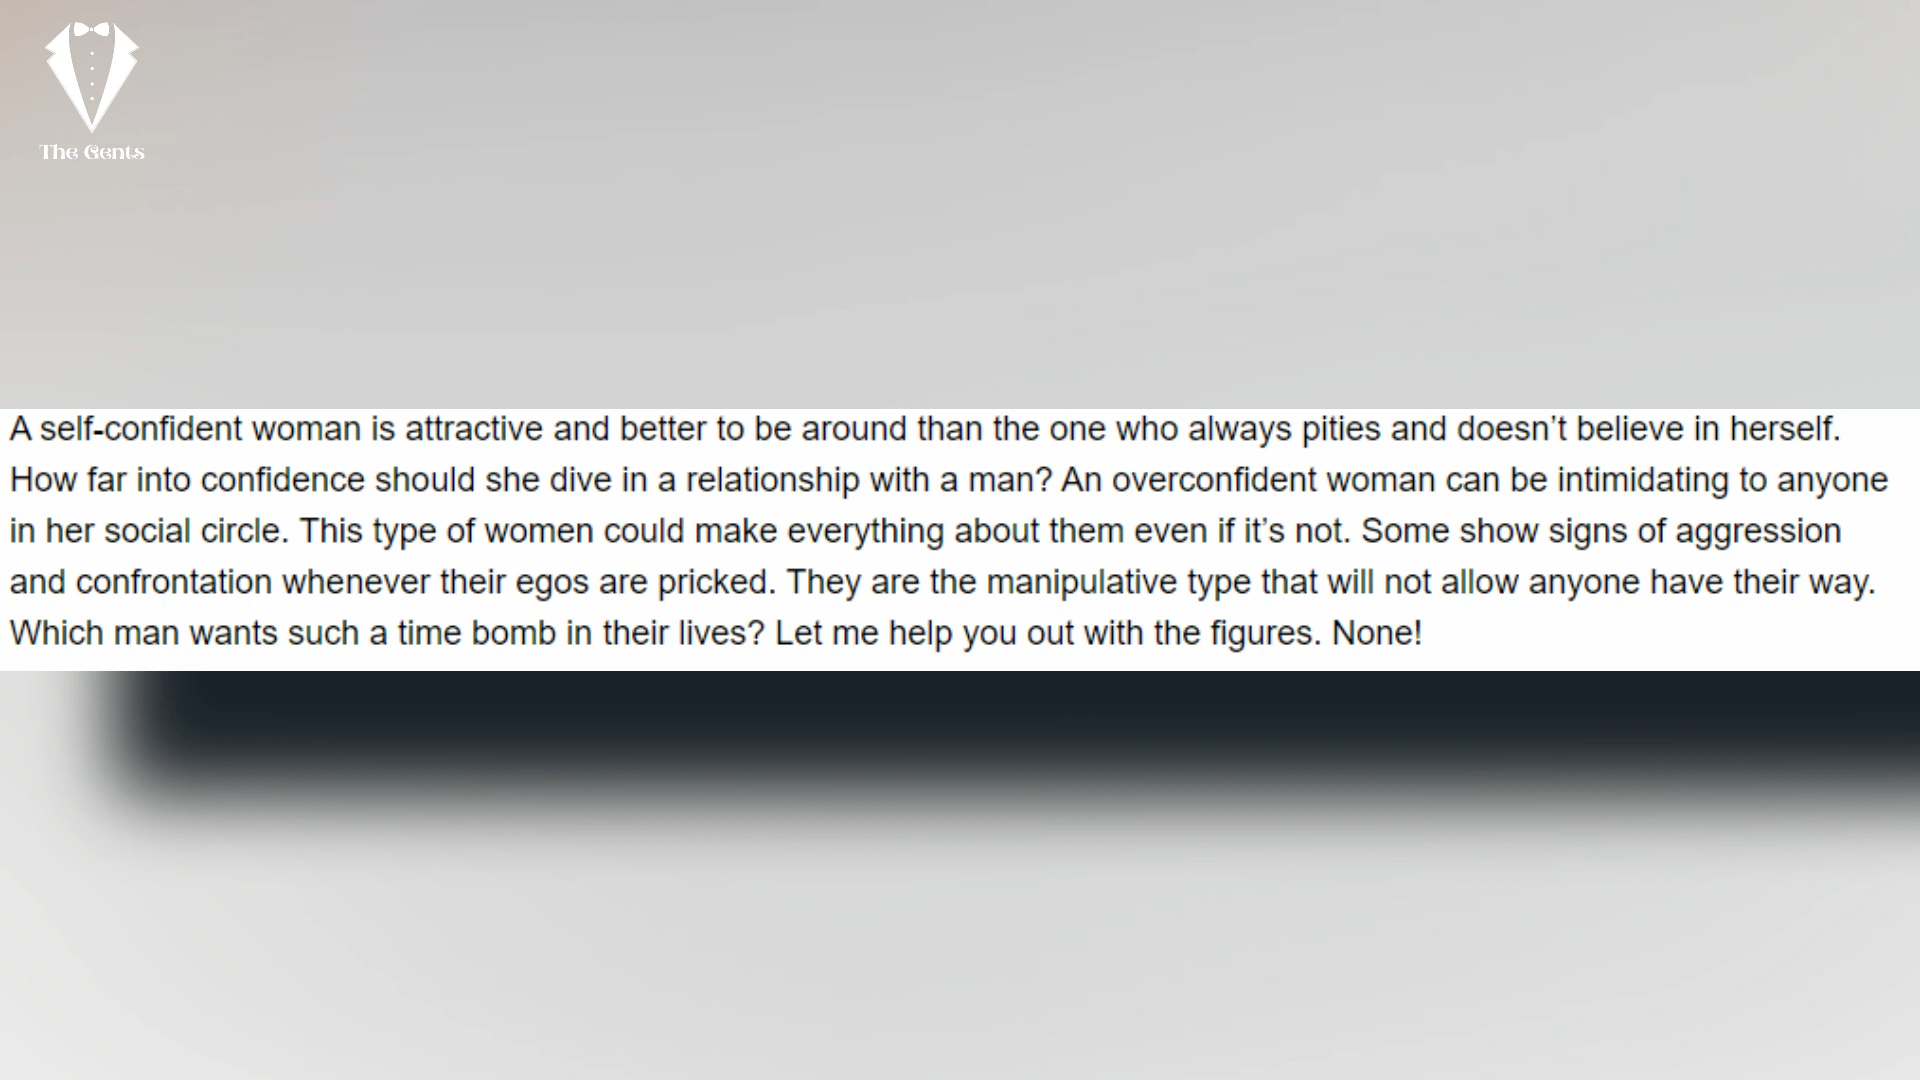 The Gents
A self-confident woman is attractive and better to be around than the one who always pities and doesn’t believe in herself.
How far into confidence should she dive in a relationship with a man? An overconfident woman can be intimidating to anyone
in her social circle. This type of women could make everything about them even if it’s not. Some show signs of aggression
and confrontation whenever their egos are pricked. They are the manipulative type that will not allow anyone have their way.
Which man wants such a time bomb in their lives? Let me help you out with the figures. None!